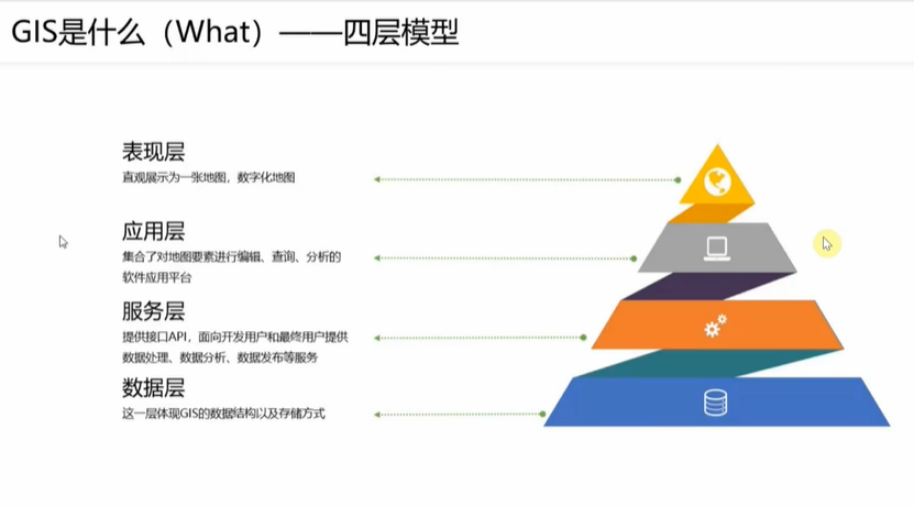 GIS是什么（What）——四层模型
表现层
直观展示为一张地图，数字化地图
应用层
集合了对地图要素进行编辑、查询、分析的
软件应用平台
服务层
提供接口API，面向开发用户和最终用户提供
数据处理、数据分析、数据发布等服务
数据层
这一层体现GIS的数据结构以及存储方式